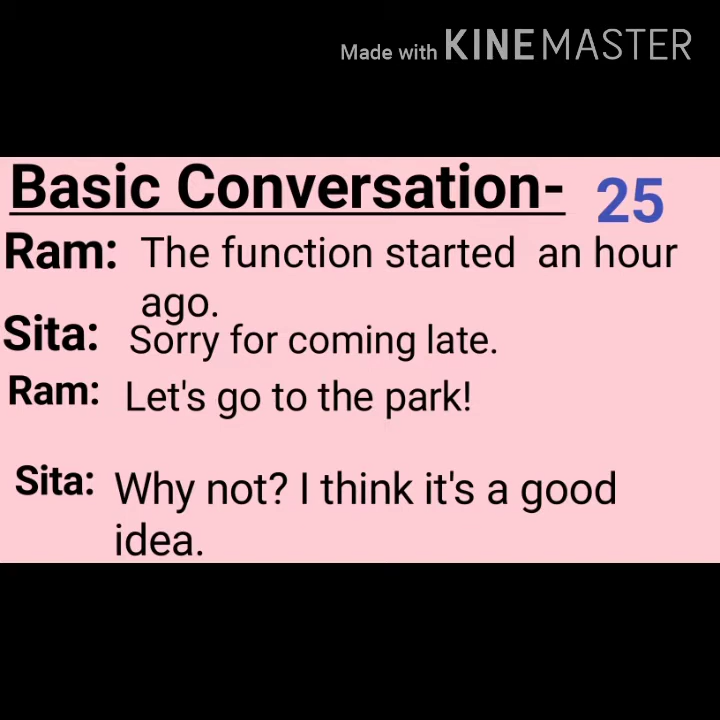 Made with KINEMASTER
Basic Conversation- 25
Ram: The function started an hour
ago.
Sita: Sorry for coming late.
Ram: Let's go to the park!
Sita: Why not? I think it's a good
idea.